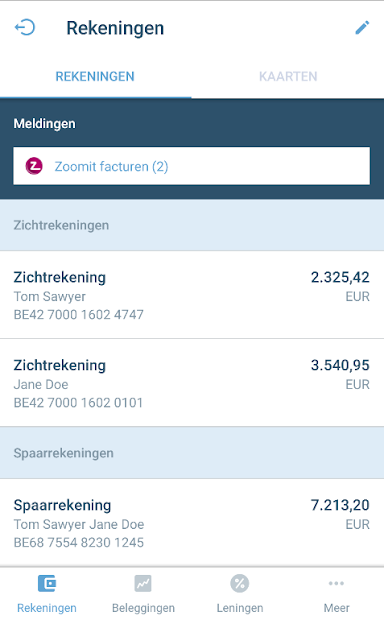 Rekeningen
REKENINGEN KAARTEN
Meldingen
Z Zoomit facturen (2)
Zichtrekeningen
Zichtrekening 2.325,42
Tom Sawyer EUR
BE42 7000 1602 4747
Zichtrekening 3.540,95
Jane Doe EUR
BE42 7000 1602 0101
Spaarrekeningen
Spaarrekening 7.213,20
Tom Sawyer Jane Doe EUR
BE68 7554 8230 1245
Rekeningen Beleggingen Leningen Meer